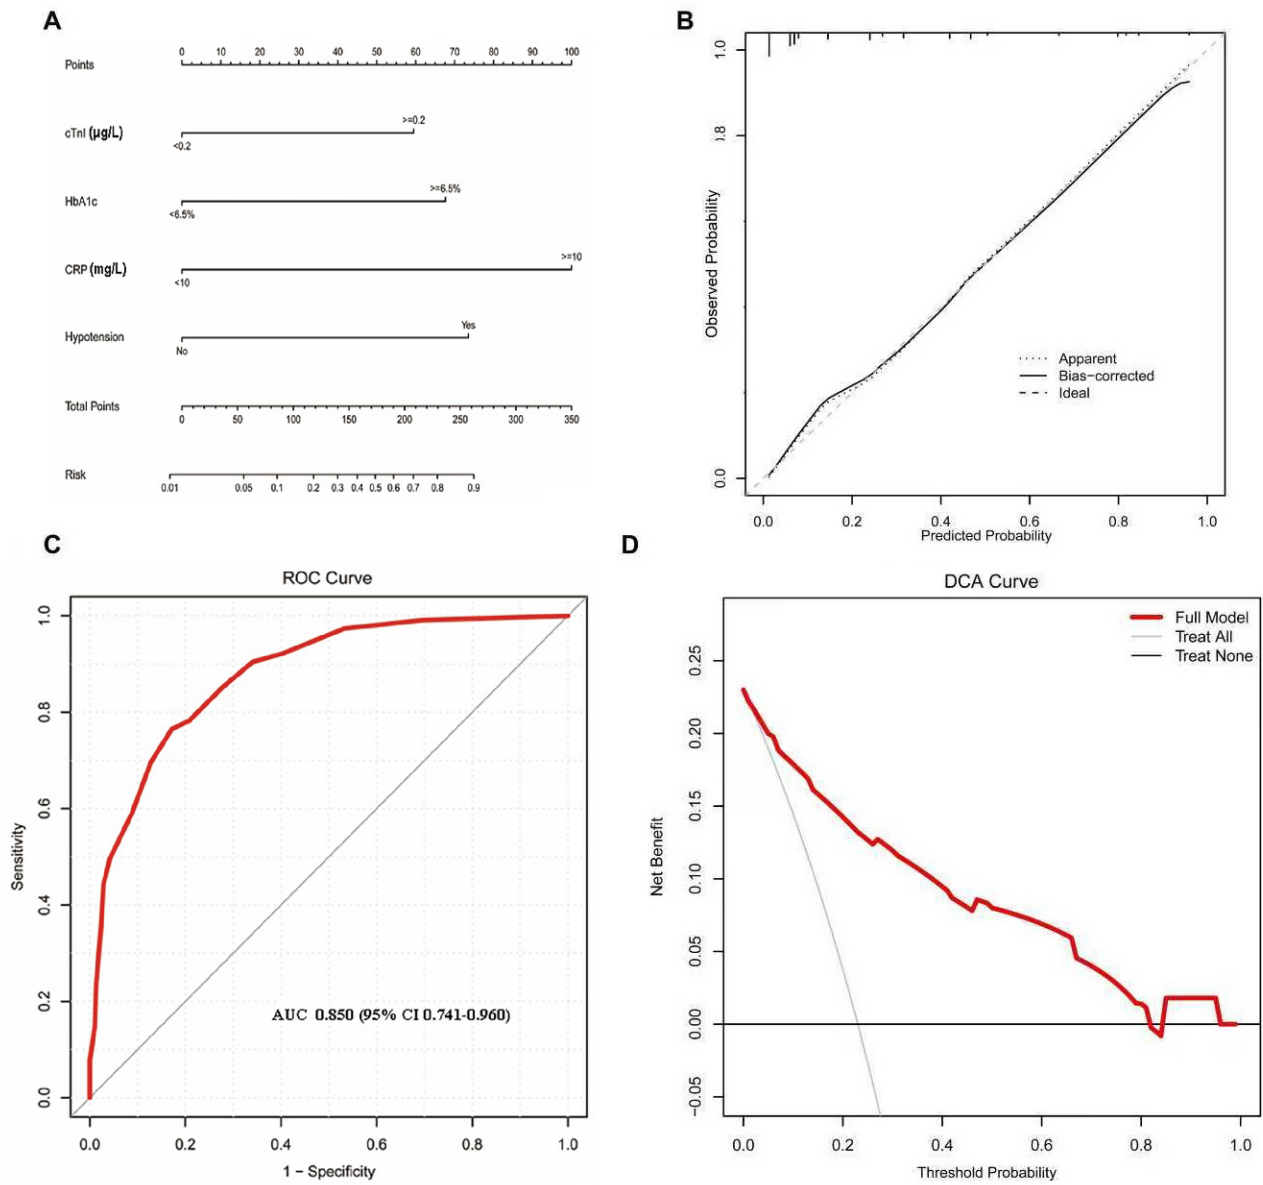 A
Points
0 10 20 30 40 50 60 70 80 90 100
cTnI (μg/L)
>=0.2
<0.2
HbA1c
>=6.5%
<6.5%
CRP (mg/L)
>=10
<10
Hypotension
Yes
No
Total Points
0 50 100 150 200 250 300 350
Risk
0.01 0.05 0.1 0.2 0.3 0.4 0.5 0.6 0.7 0.8 0.9
B
1.0
0.8
0.0
Observed Probability
Apparent
Bias-corrected
Ideal
0.0 0.2 0.4 0.6 0.8 1.0
Predicted Probability
C
ROC Curve
1.0
0.8
0.6
0.4
0.2
0.0
Sensitivity
AUC 0.850 (95% CI 0.741-0.960)
0.0 0.2 0.4 0.6 0.8 1.0
1 - Specificity
D
DCA Curve
Full Model
Treat All
Treat None
0.25
0.20
0.15
0.10
0.05
0.00
-0.05
Net Benefit
0.0 0.2 0.4 0.6 0.8 1.0
Threshold Probability